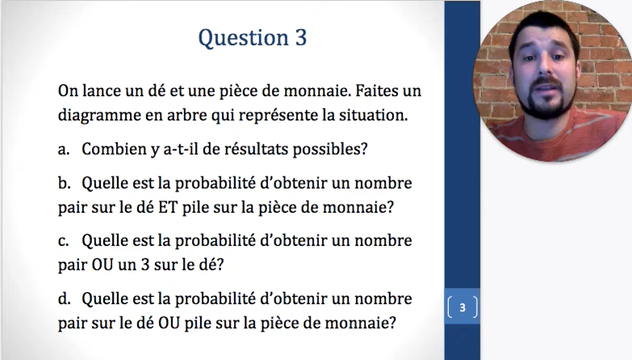 Question 3
On lance un dé et une pièce de monnaie. Faites un
diagramme en arbre qui représente la situation.
a. Combien y a-t-il de résultats possibles?
b. Quelle est la probabilité d'obtenir un nombre
pair sur le dé ET pile sur la pièce de monnaie?
c. Quelle est la probabilité d'obtenir un nombre
pair OU un 3 sur le dé?
d. Quelle est la probabilité d'obtenir un nombre
pair sur le dé OU pile sur la pièce de monnaie?
3